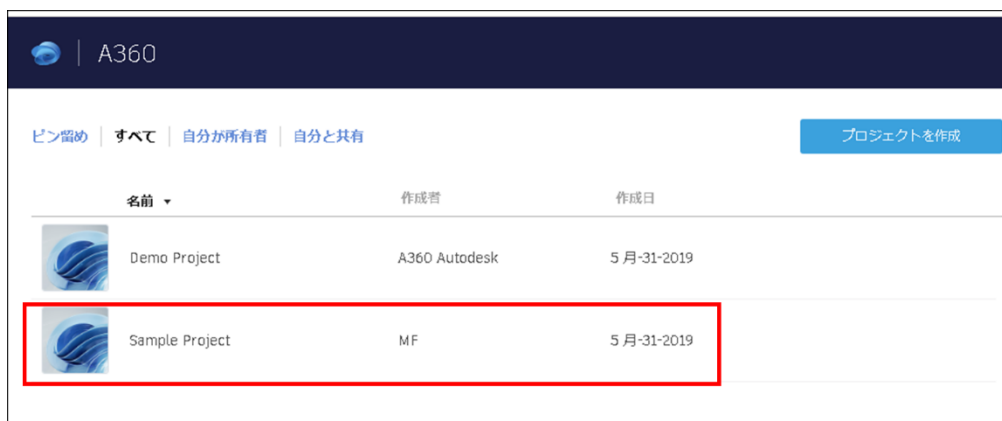 A360
ピン留め すべて 自分が所有者 自分と共有 プロジェクトを作成
名前 ▼ 作成者 作成日
Demo Project A360 Autodesk 5 月-31-2019
Sample Project MF 5 月-31-2019